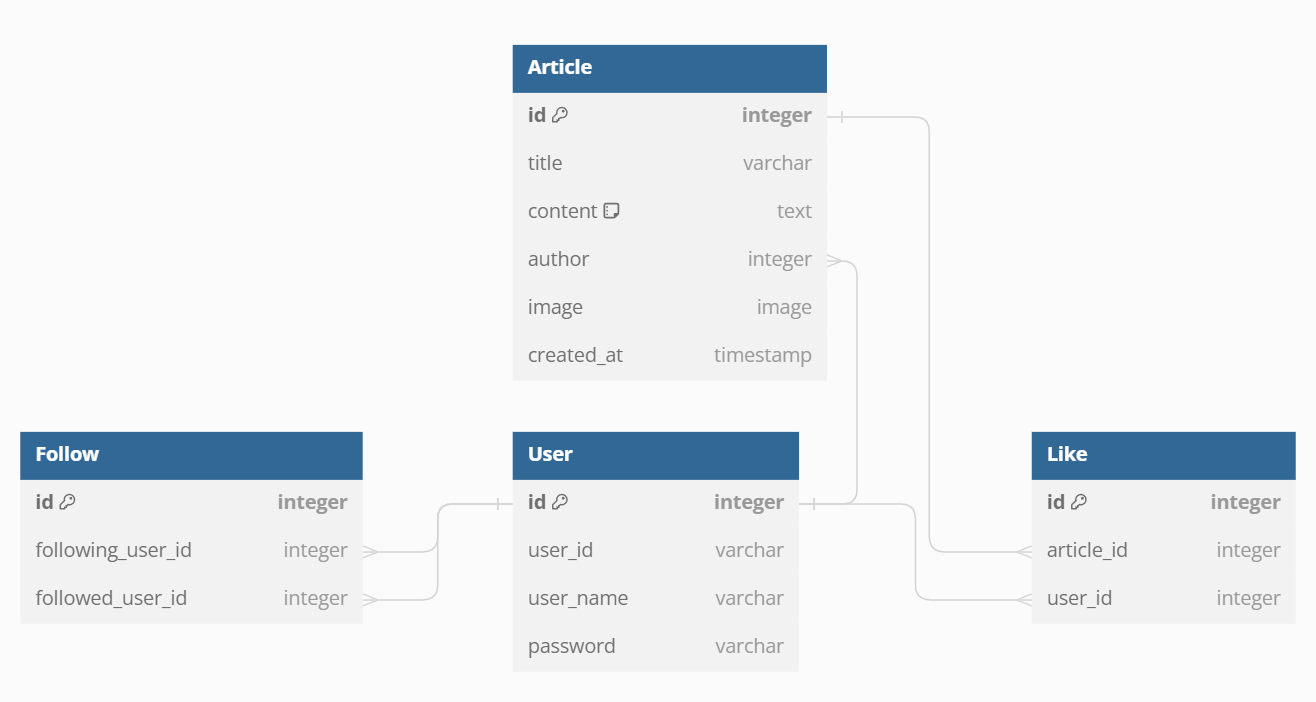 Article
id integer
title varchar
content text
author integer
image image
created_at timestamp
Follow
id integer
following_user_id integer
followed_user_id integer
User
id integer
user_id varchar
user_name varchar
password varchar
Like
id integer
article_id integer
user_id integer